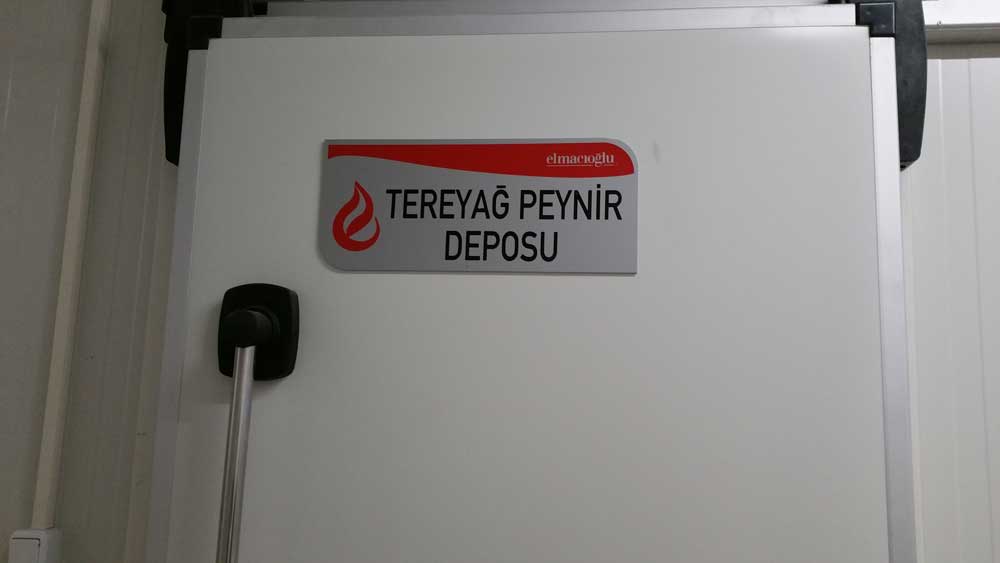 elmacıoğlu
TEREYAĞ PEYNİR
DEPOSU